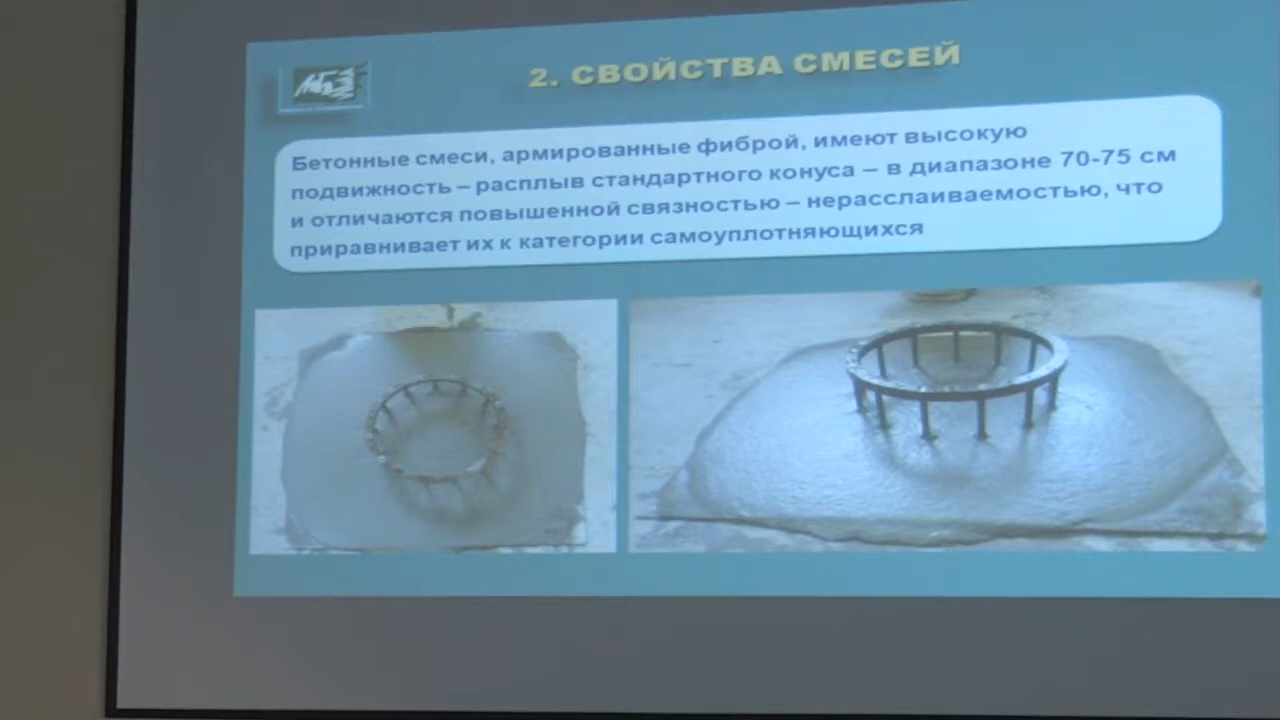 2. СВОЙСТВА СМЕСЕЙ
Бетонные смеси, армированные фиброй, имеют высокую
подвижность – расплыв стандартного конуса – в диапазоне 70-75 см
и отличаются повышенной связностью – нерасслаиваемостью, что
приравнивает их к категории самоуплотняющихся